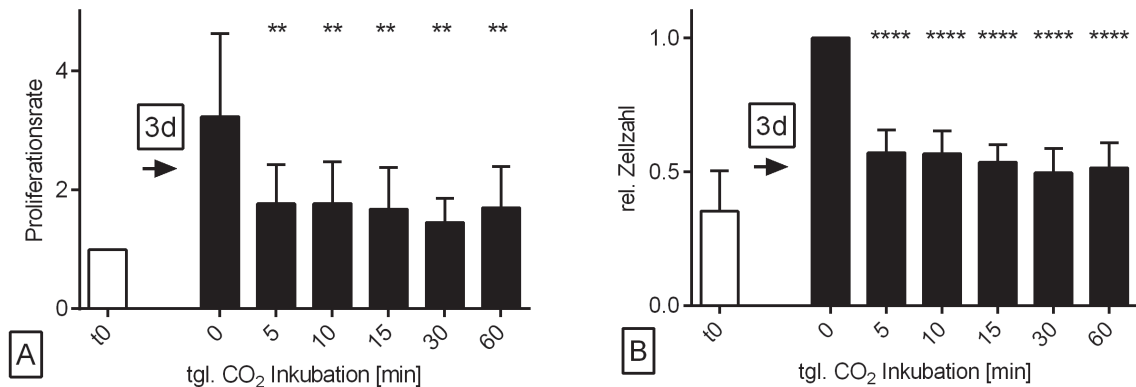 ** ** ** ** **
4
2
0
Proliferationsrate
3d
t0 0 5 10 15 30 60
A
tgl. CO₂ Inkubation [min]
**** **** **** **** ****
1.0
0.5
0.0
rel. Zellzahl
3d
t0 0 5 10 15 30 60
B
tgl. CO₂ Inkubation [min]